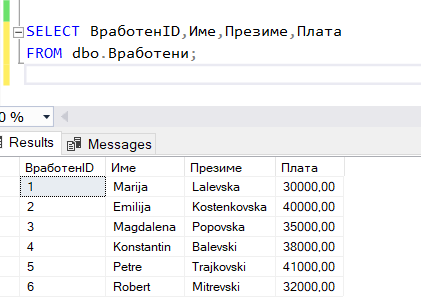 SELECT ВработенID,Име,Презиме,Плата
FROM dbo.Вработени;
0 %
Results Messages
ВработенID Име Презиме Плата
1 Marija Lalevska 30000,00
2 Emilija Kostenkovska 40000,00
3 Magdalena Popovska 35000,00
4 Konstantin Balevski 38000,00
5 Petre Trajkovski 41000,00
6 Robert Mitrevski 32000,00